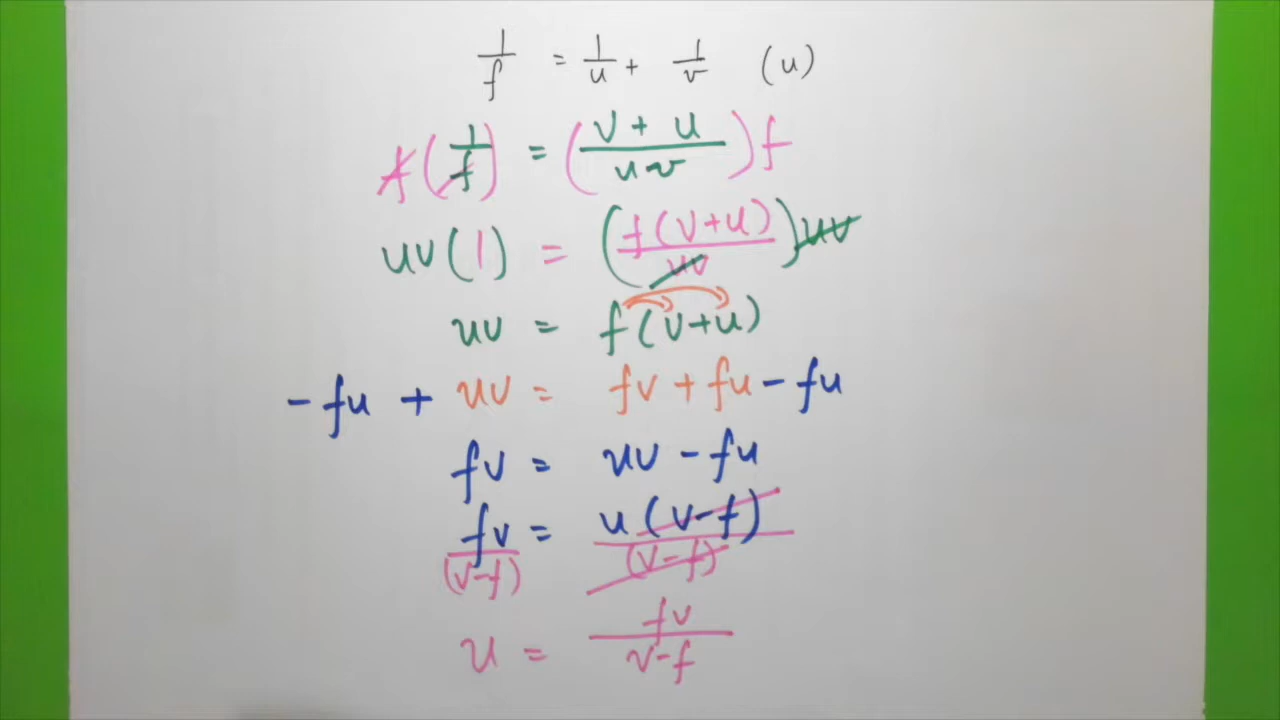 1/f = 1/u + 1/v (u)
f(1/f) = (v + u / uv) f
uv(1) = (f(v+u) / uv) uv
uv = f(v+u)
-fu + uv = fv + fu - fu
fv = uv - fu
fv / (v-f) = u(v-f) / (v-f)
u = fv / v-f